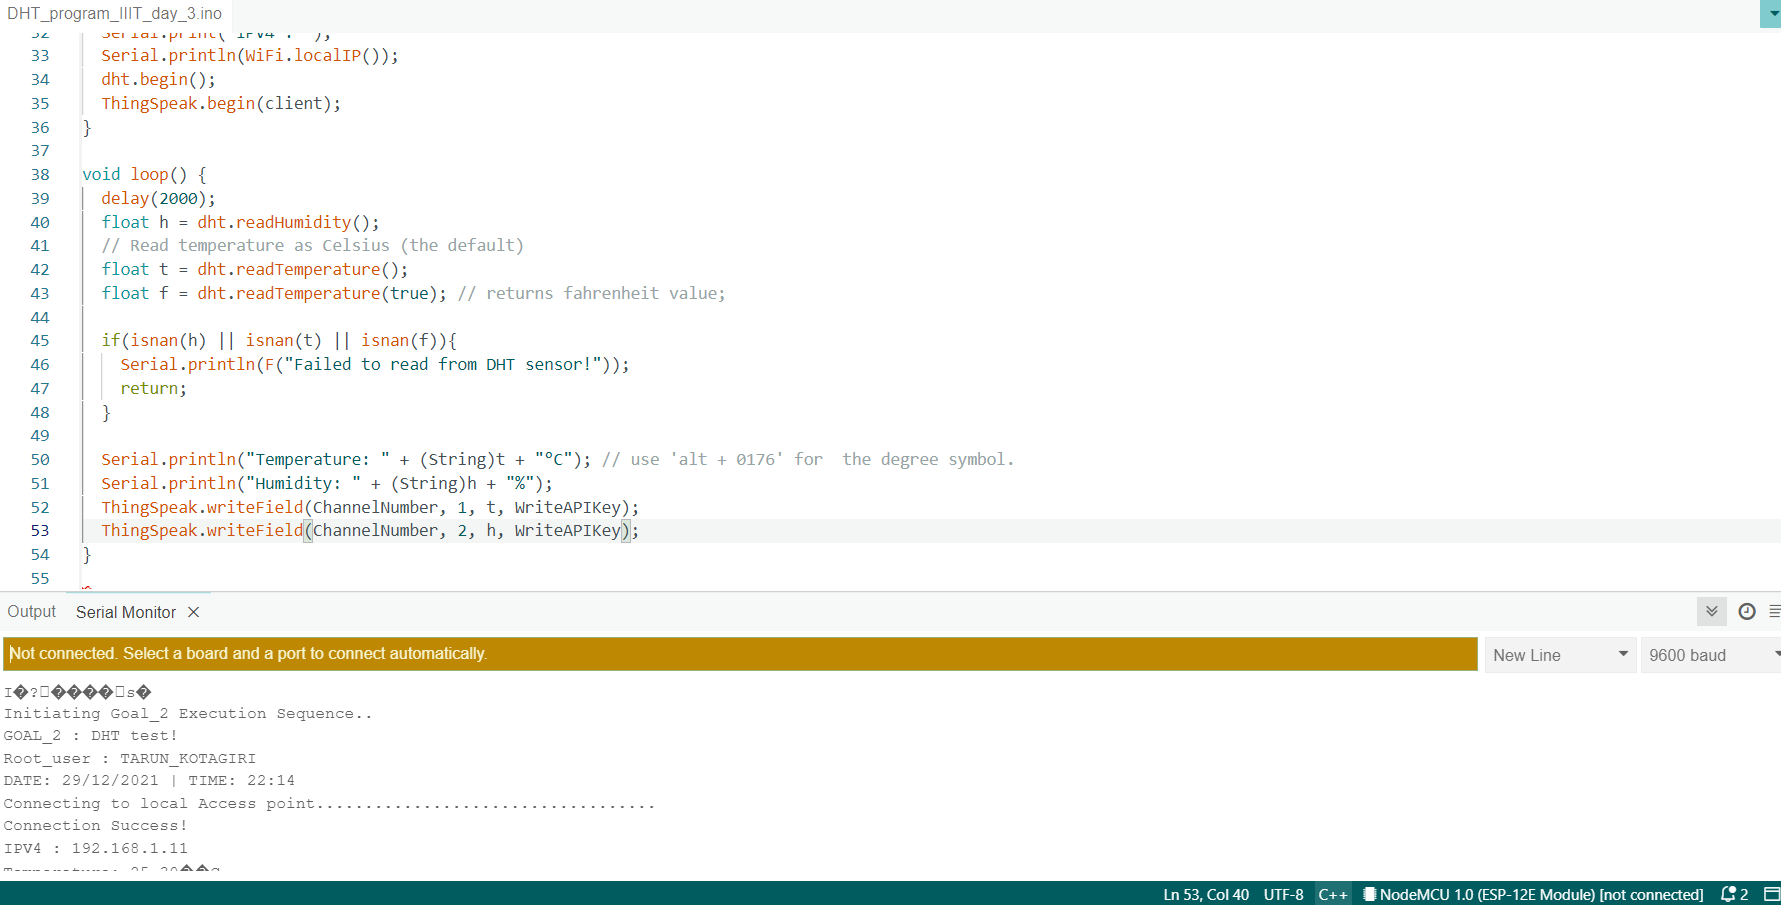 DHT_program_IIIT_day_3.ino
32 Serial.print("IPV4 : ");
33 Serial.println(WiFi.localIP());
34 dht.begin();
35 ThingSpeak.begin(client);
36 }
37
38 void loop() {
39 delay(2000);
40 float h = dht.readHumidity();
41 // Read temperature as Celsius (the default)
42 float t = dht.readTemperature();
43 float f = dht.readTemperature(true); // returns fahrenheit value;
44
45 if(isnan(h) || isnan(t) || isnan(f)){
46 Serial.println(F("Failed to read from DHT sensor!"));
47 return;
48 }
49
50 Serial.println("Temperature: " + (String)t + "°C"); // use 'alt + 0176' for  the degree symbol.
51 Serial.println("Humidity: " + (String)h + "%");
52 ThingSpeak.writeField(ChannelNumber, 1, t, WriteAPIKey);
53 ThingSpeak.writeField(ChannelNumber, 2, h, WriteAPIKey);
54 }
55
Output Serial Monitor
Not connected. Select a board and a port to connect automatically. New Line 9600 baud
I�?▯����▯s�
Initiating Goal_2 Execution Sequence..
GOAL_2 : DHT test!
Root_user : TARUN_KOTAGIRI
DATE: 29/12/2021 | TIME: 22:14
Connecting to local Access point...................................
Connection Success!
IPV4 : 192.168.1.11
Ln 53, Col 40 UTF-8 C++ NodeMCU 1.0 (ESP-12E Module) [not connected] 2